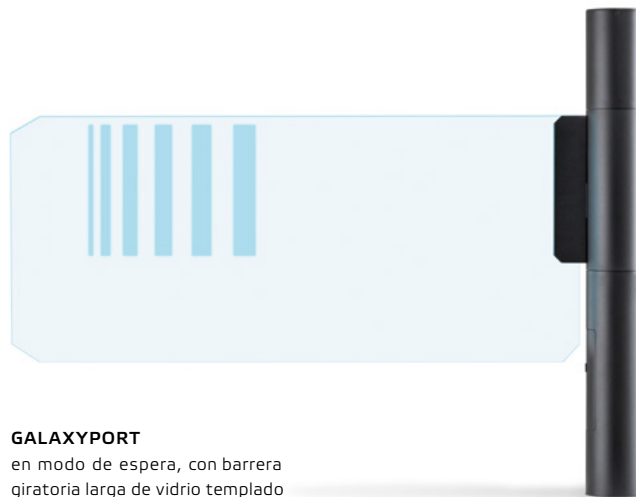 GALAXYPORT
en modo de espera, con barrera
giratoria larga de vidrio templado